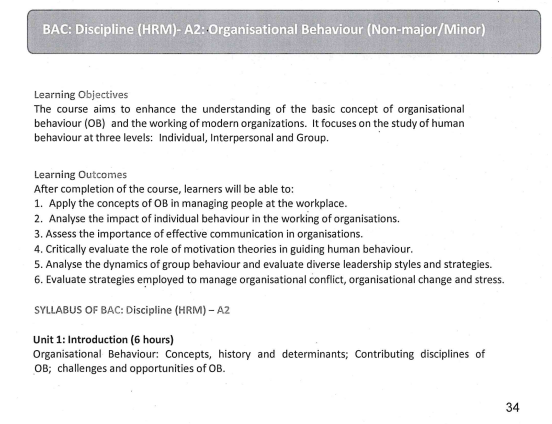 BAC: Discipline (HRM)- A2: Organisational Behaviour (Non-major/Minor)
Learning Objectives
The course aims to enhance the understanding of the basic concept of organisational
behaviour (OB) and the working of modern organizations. It focuses on the study of human
behaviour at three levels: Individual, Interpersonal and Group.
Learning Outcomes
After completion of the course, learners will be able to:
1. Apply the concepts of OB in managing people at the workplace.
2. Analyse the impact of individual behaviour in the working of organisations.
3. Assess the importance of effective communication in organisations.
4. Critically evaluate the role of motivation theories in guiding human behaviour.
5. Analyse the dynamics of group behaviour and evaluate diverse leadership styles and strategies.
6. Evaluate strategies employed to manage organisational conflict, organisational change and stress.
SYLLABUS OF BAC: Discipline (HRM) – A2
Unit 1: Introduction (6 hours)
Organisational Behaviour: Concepts, history and determinants; Contributing disciplines of
OB; challenges and opportunities of OB.
34